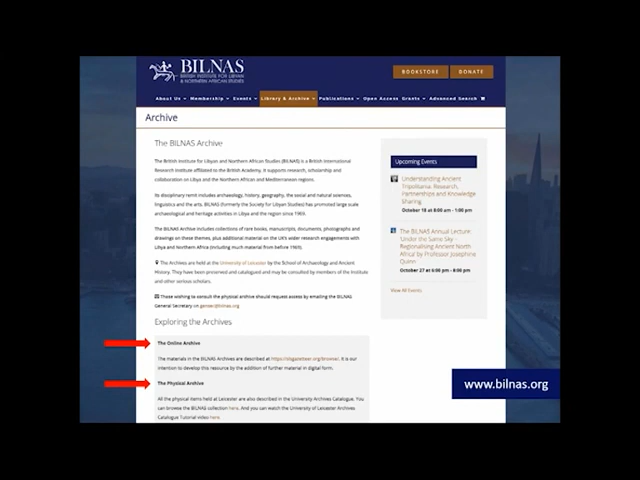 BILNAS
BRITISH INSTITUTE FOR LIBYAN
& NORTHERN AFRICAN STUDIES
BOOKSTORE
DONATE
About Us
Membership
Events
Library & Archive
Publications
Open Access
Grants
Advanced Search
Archive
The BILNAS Archive
The British Institute for Libyan and Northern African Studies (BILNAS) is a British International
Research Institute affiliated to the British Academy. It supports research, scholarship and
collaboration on Libya and the Northern African and Mediterranean regions.
Its disciplinary remit includes archaeology, history, geography, the social and natural sciences,
linguistics and the arts. BILNAS (formerly the Society for Libyan Studies) has promoted large scale
archaeological and heritage activities in Libya and the region since 1969.
The BILNAS Archive includes collections of rare books, manuscripts, documents, photographs and
drawings on these themes, plus additional material on the UK's wider research engagements with
Libya and Northern Africa (including much material from before 1969).
The Archives are held at the University of Leicester by the School of Archaeology and Ancient
History. They have been preserved and catalogued and may be consulted by members of the Institute
and other serious scholars.
Those wishing to consult the physical archive should request access by emailing the BILNAS
General Secretary on gensec@bilnas.org
Exploring the Archives
The Online Archive
The materials in the BILNAS Archives are described at https://slsgazetteer.org/browse/. It is our
intention to develop this resource by the addition of further material in digital form.
The Physical Archive
All the physical items held at Leicester are also described in the University Archives Catalogue. You
can browse the BILNAS collection here. And you can watch the University of Leicester Archives
Catalogue Tutorial video here.
Upcoming Events
Understanding Ancient
Tripolitania: Research,
Partnerships and Knowledge
Sharing
October 18 @ 8:00 am - 1:00 pm
The BILNAS Annual Lecture:
'Under the Same Sky –
Regionalising Ancient North
Africa' by Professor Josephine
Quinn
October 27 @ 6:00 pm - 8:00 pm
View All Events
www.bilnas.org